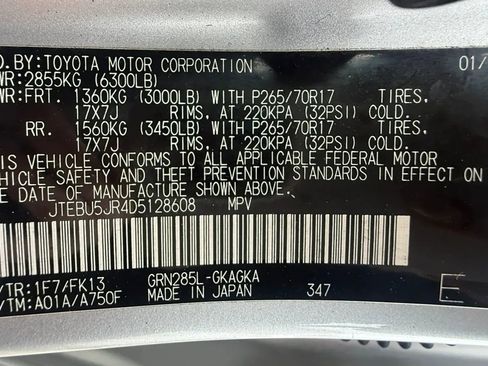 D.BY:TOYOTA MOTOR CORPORATION 01/
WR:2855KG (6300LB)
WR:FRT. 1360KG (3000LB) WITH P265/70R17 TIRES,
17X7J RIMS, AT 220KPA (32PSI) COLD.
RR. 1560KG (3450LB) WITH P265/70R17 TIRES,
17X7J RIMS, AT 220KPA (32PSI) COLD.
IS VEHICLE CONFORMS TO ALL APPLICABLE FEDERAL MOTOR
VEHICLE SAFETY AND THEFT PREVENTION STANDARDS IN EFFECT ON
E DATE OF MANUFACTURE SHOWN ABOVE.
JTEBU5JR4D5128608 MPV
/TR:1F7/FK13 GRN285L-GKAGKA
/TM:A01A/A750F MADE IN JAPAN 347 E